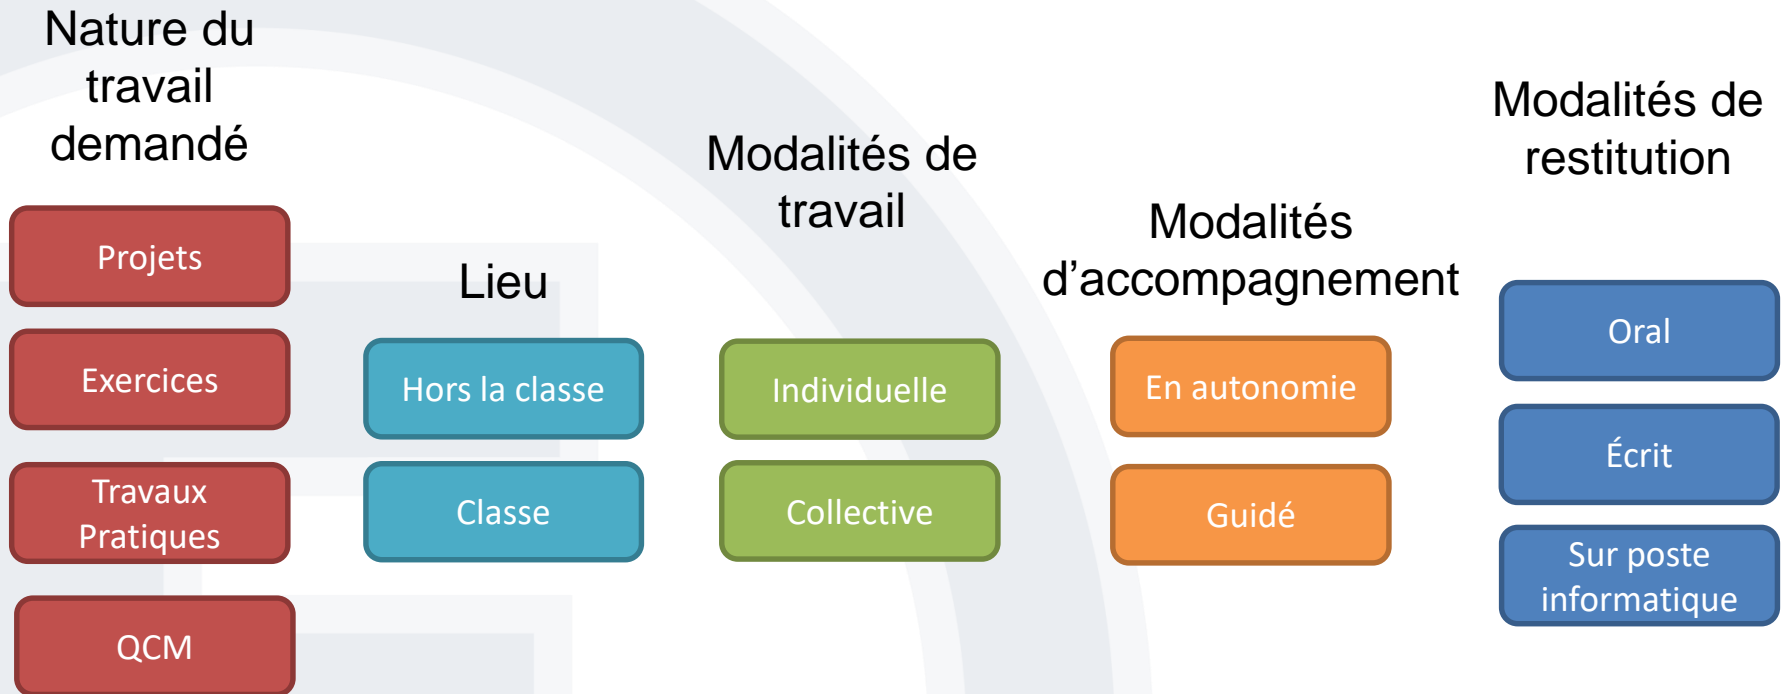 Nature du
travail
demandé
Projets
Exercices
Travaux
Pratiques
QCM
Lieu
Hors la classe
Classe
Modalités de
travail
Individuelle
Collective
Modalités
d’accompagnement
En autonomie
Guidé
Modalités de
restitution
Oral
Écrit
Sur poste
informatique